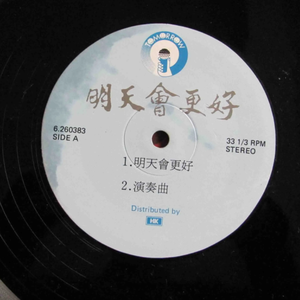 TOMORROW
明天會更好
6.260383
SIDE A
33 1/3 RPM
STEREO
1.明天會更好
2.演奏曲
Distributed by
HK